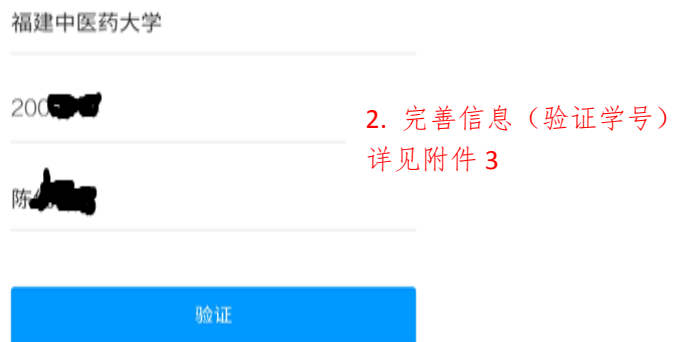 福建中医药大学
200
2. 完善信息（验证学号）
详见附件 3
陈
验证